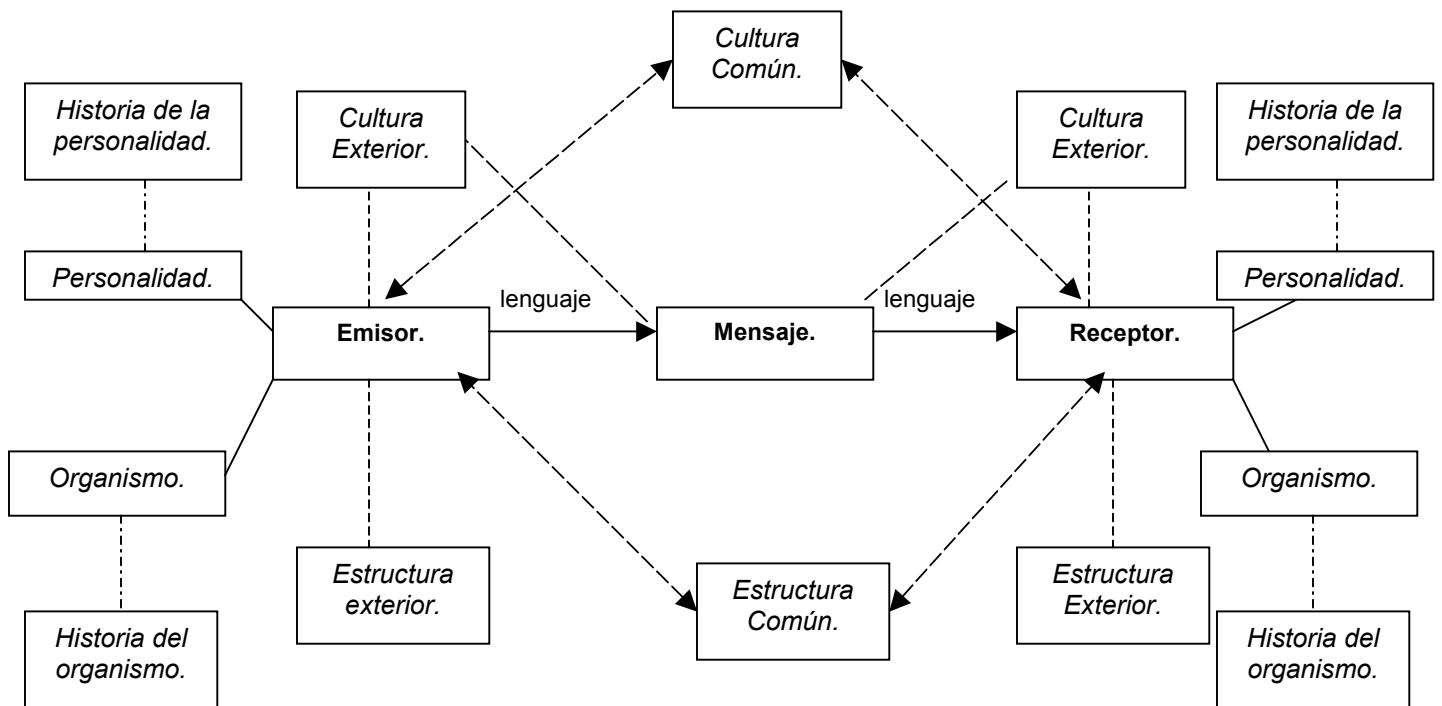 Cultura
Común.
Historia de la
personalidad.
Cultura
Exterior.
Cultura
Exterior.
Historia de la
personalidad.
Personalidad.
Personalidad.
lenguaje
lenguaje
Emisor.
Mensaje.
Receptor.
Organismo.
Organismo.
Estructura
exterior.
Estructura
Común.
Estructura
Exterior.
Historia del
organismo.
Historia del
organismo.